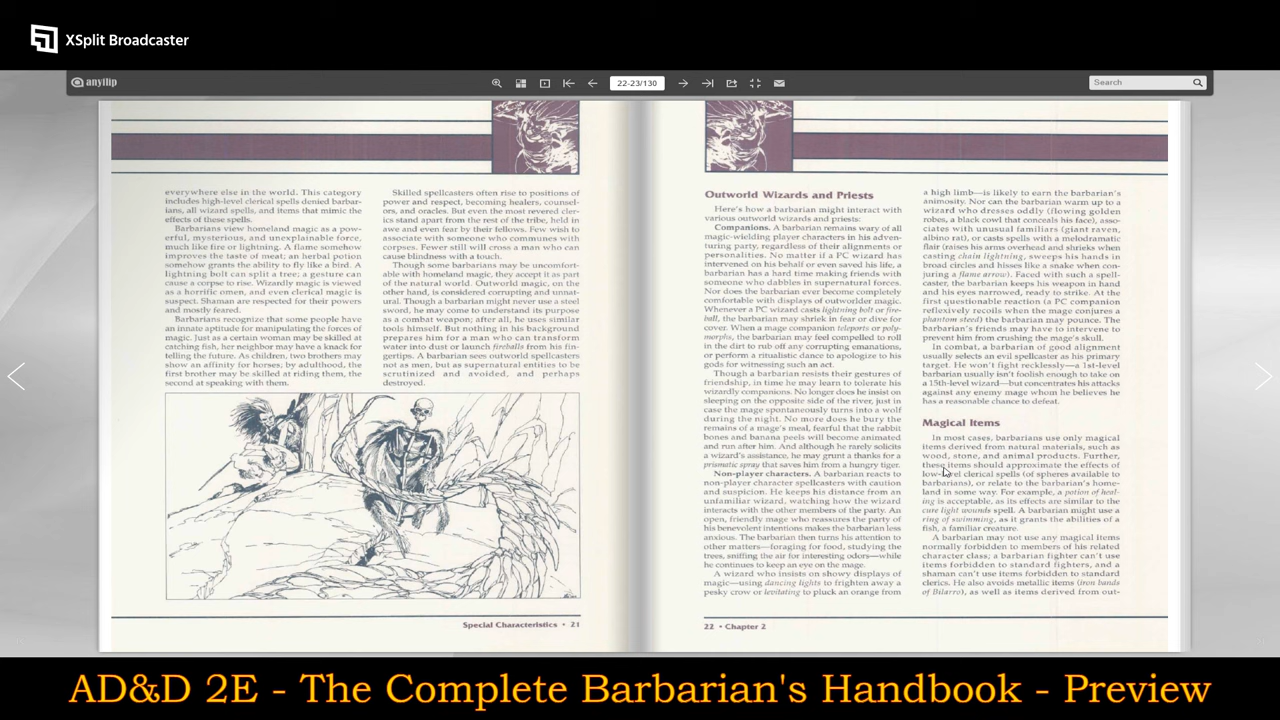 XSplit Broadcaster
anyflip
22-23/130
Search
everywhere else in the world. This category
includes high-level clerical spells denied barbar-
ians, all wizard spells, and items that mimic the
effects of these spells.
Barbarians view homeland magic as a pow-
erful, mysterious, and unexplainable force,
much like fire or lightning. A flame somehow
improves the taste of meat; an herbal potion
somehow grants the ability to fly like a bird. A
lightning bolt can split a tree; a gesture can
cause a corpse to rise. Wizardly magic is viewed
as a horrific omen, and even clerical magic is
suspect. Shaman are respected for their powers
and mostly feared.
Barbarians recognize that some people have
an innate aptitude for manipulating the forces of
magic. Just as a certain woman may be skilled at
catching fish, her neighbor may have a knack for
telling the future. As children, two brothers may
show an affinity for horses; by adulthood, the
first brother may be skilled at riding them, the
second at speaking with them.
Skilled spellcasters often rise to positions of
power and respect, becoming healers, counsel-
ors, and oracles. But even the most revered cler-
ics stand apart from the rest of the tribe, held in
awe and even fear by their fellows. Few wish to
associate with someone who communes with
corpses. Fewer still will cross a man who can
cause blindness with a touch.
Though some barbarians may be uncomfort-
able with homeland magic, they accept it as part
of the natural world. Outworld magic, on the
other hand, is considered corrupting and unnat-
ural. Though a barbarian might never use a steel
sword, he may come to understand its purpose
as a combat weapon; after all, he uses similar
tools himself. But nothing in his background
prepares him for a man who can transform
water into dust or launch fireballs from his fin-
gertips. A barbarian sees outworld spellcasters
not as men, but as supernatural entities to be
scrutinized and avoided, and perhaps
destroyed.
Special Characteristics • 21
Outworld Wizards and Priests
Here's how a barbarian might interact with
various outworld wizards and priests:
Companions. A barbarian remains wary of all
magic-wielding player characters in his adven-
turing party, regardless of their alignments or
personalities. No matter if a PC wizard has
intervened on his behalf or even saved his life, a
barbarian has a hard time making friends with
someone who dabbles in supernatural forces.
Nor does the barbarian ever become completely
comfortable with displays of outworlder magic.
Whenever a PC wizard casts lightning bolt or fire-
ball, the barbarian may shriek in fear or dive for
cover. When a mage companion teleports or poly-
morphs, the barbarian may feel compelled to roll
in the dirt to rub off any corrupting emanations,
or perform a ritualistic dance to apologize to his
gods for witnessing such an act.
Though a barbarian resists their gestures of
friendship, in time he may learn to tolerate his
wizardly companions. No longer does he insist on
sleeping on the opposite side of the river, just in
case the mage spontaneously turns into a wolf
during the night. No more does he bury the
remains of a mage's meal, fearful that the rabbit
bones and banana peels will become animated
and run after him. And although he rarely solicits
a wizard's assistance, he may grunt a thanks for a
prismatic spray that saves him from a hungry tiger.
Non-player characters. A barbarian reacts to
non-player character spellcasters with caution
and suspicion. He keeps his distance from an
unfamiliar wizard, watching how the wizard
interacts with the other members of the party. An
open, friendly mage who reassures the party of
his benevolent intentions makes the barbarian less
anxious. The barbarian then turns his attention to
other matters—foraging for food, studying the
trees, sniffing the air for interesting odors—while
he continues to keep an eye on the mage.
A wizard who insists on showy displays of
magic—using dancing lights to frighten away a
pesky crow or levitating to pluck an orange from
a high limb—is likely to earn the barbarian's
animosity. Nor can the barbarian warm up to a
wizard who dresses oddly (flowing golden
robes, a black cowl that conceals his face), asso-
ciates with unusual familiars (giant raven,
albino rat), or casts spells with a melodramatic
flair (raises his arms overhead and shrieks when
casting chain lightning, sweeps his hands in
broad circles and hisses like a snake when con-
juring a flame arrow). Faced with such a spell-
caster, the barbarian keeps his weapon in hand
and his eyes narrowed, ready to strike. At the
first questionable reaction (a PC companion
reflexively recoils when the mage conjures a
phantom steed) the barbarian may pounce. The
barbarian's friends may have to intervene to
prevent him from crushing the mage's skull.
In combat, a barbarian of good alignment
usually selects an evil spellcaster as his primary
target. He won't fight recklessly—a 1st-level
barbarian usually isn't foolish enough to take on
a 15th-level wizard—but concentrates his attacks
against any enemy mage whom he believes he
has a reasonable chance to defeat.
Magical Items
In most cases, barbarians use only magical
items derived from natural materials, such as
wood, stone, and animal products. Further,
these items should approximate the effects of
low-level clerical spells (of spheres available to
barbarians), or relate to the barbarian's home-
land in some way. For example, a potion of heal-
ing is acceptable, as its effects are similar to the
cure light wounds spell. A barbarian might use a
ring of swimming, as it grants the abilities of a
fish, a familiar creature.
A barbarian may not use any magical items
normally forbidden to members of his related
character class; a barbarian fighter can't use
items forbidden to standard fighters, and a
shaman can't use items forbidden to standard
clerics. He also avoids metallic items (iron bands
of Bilarro), as well as items derived from out-
22 • Chapter 2
AD&D 2E - The Complete Barbarian's Handbook - Preview